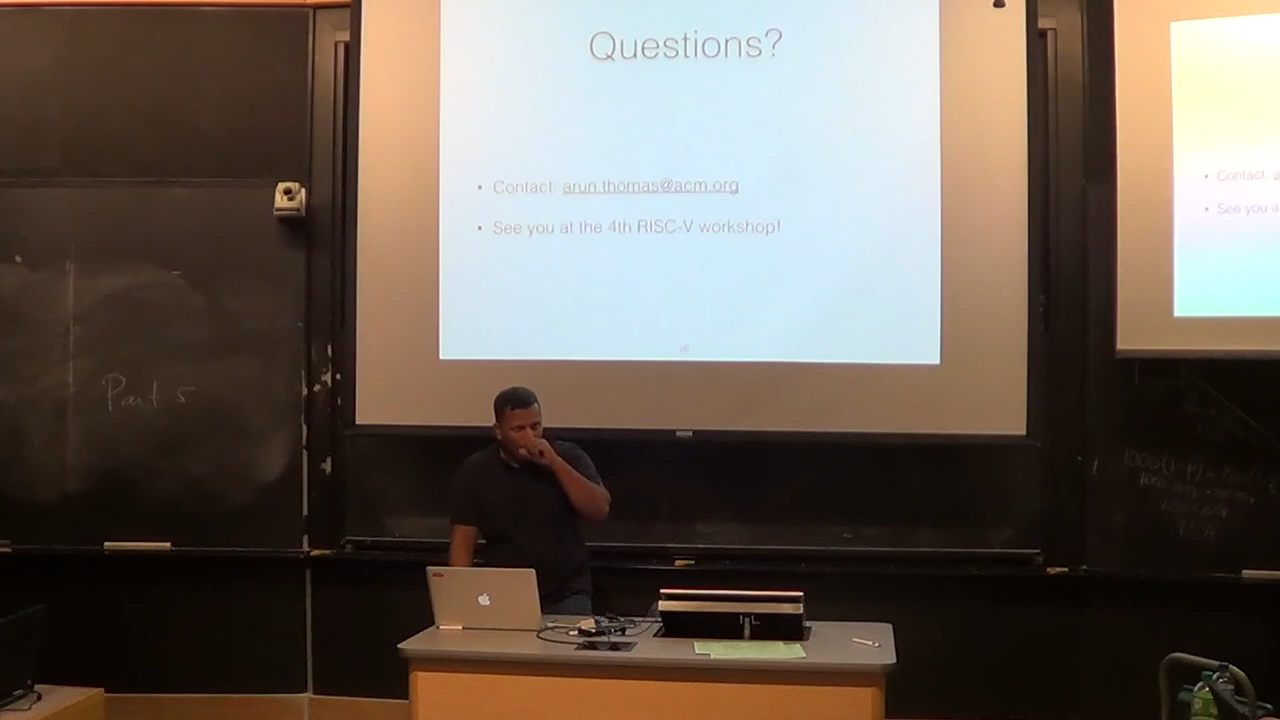 Questions?
• Contact: arun.thomas@acm.org
• See you at the 4th RISC-V workshop!
• Contact: a
• See you a
Part 5